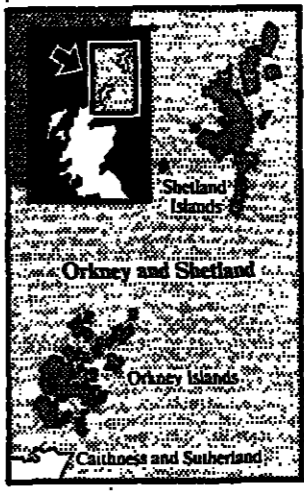 Shetland
Islands
Orkney and Shetland
Orkney Islands
Caithness and Sutherland